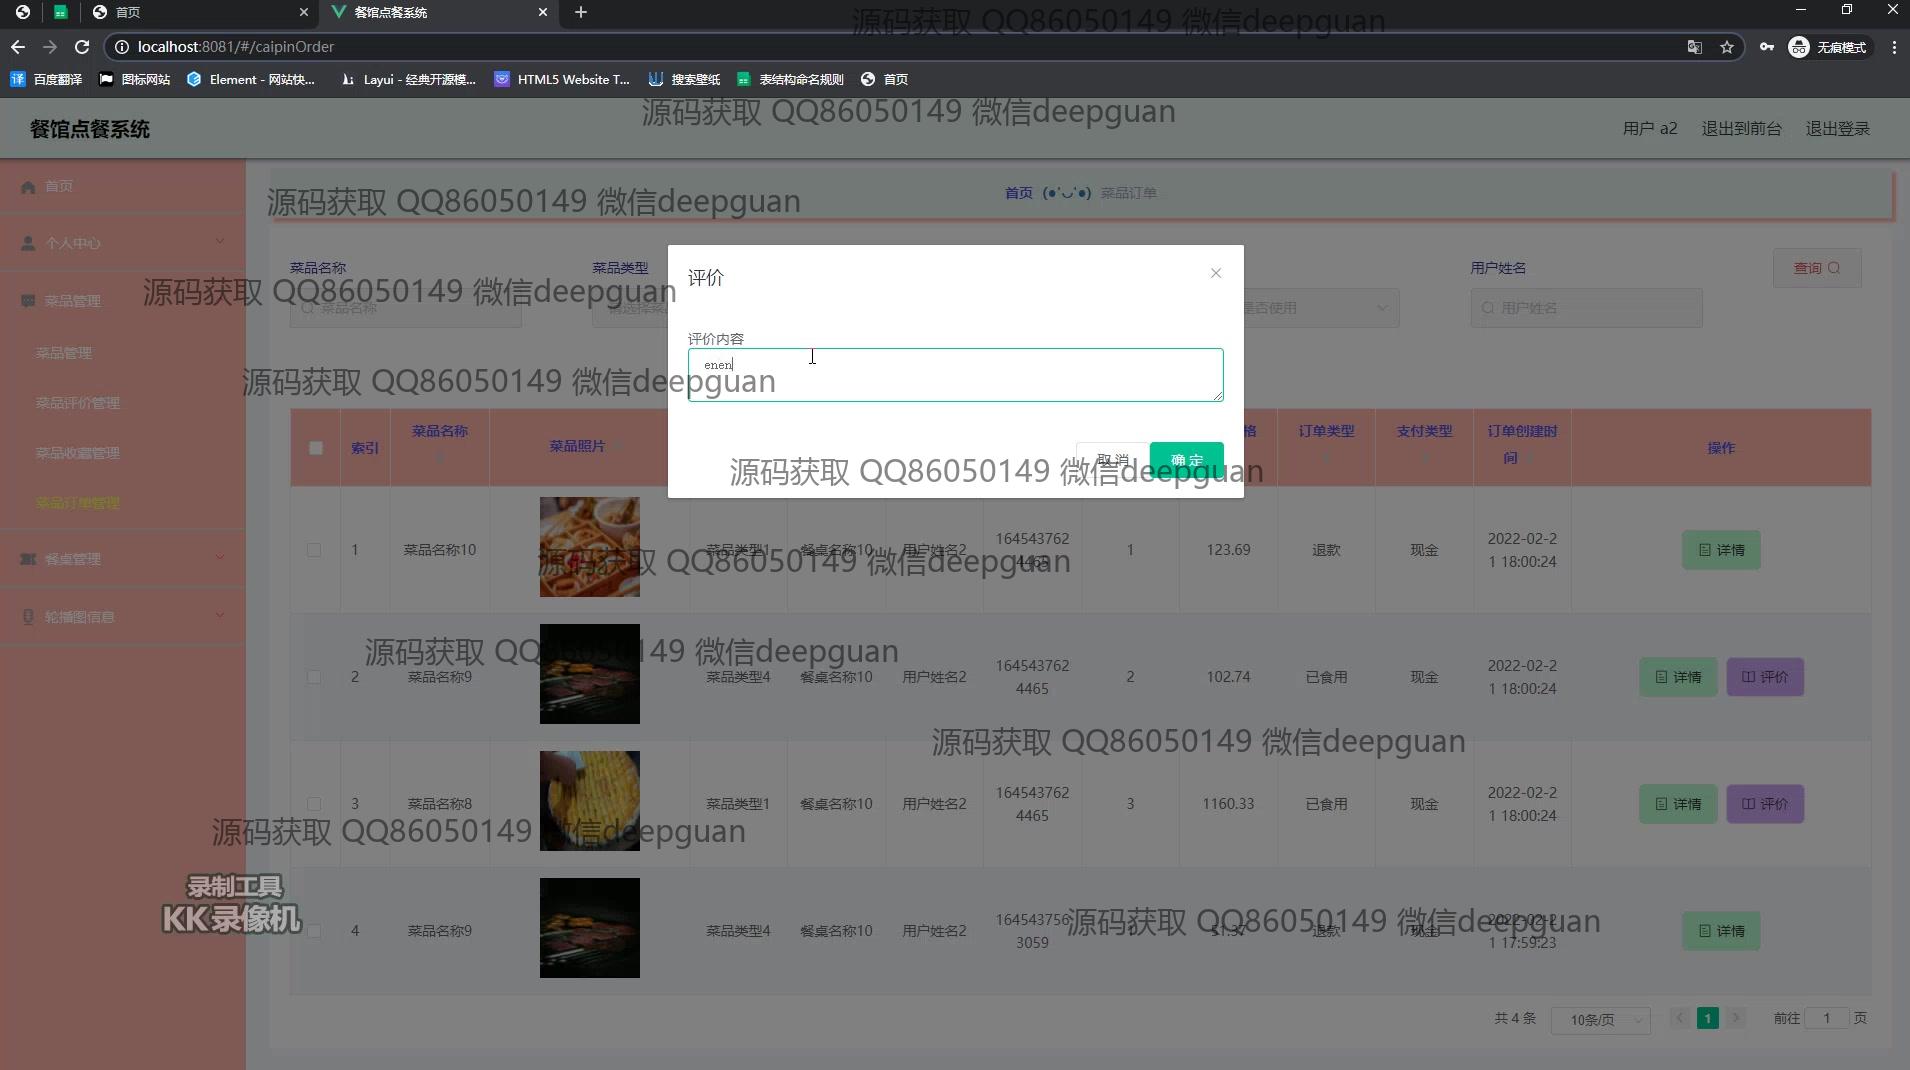 首页
餐馆点餐系统
localhost:8081/#/caipinOrder
无痕模式
百度翻译
图标网站
Element - 网站快...
Layui - 经典开源模...
HTML5 Website T...
搜索壁纸
表结构命名规则
首页
源码获取 QQ86050149 微信deepguan
源码获取 QQ86050149 微信deepguan
餐馆点餐系统
用户 a2
退出到前台
退出登录
首页
个人中心
菜品管理
菜品管理
菜品评价管理
菜品收藏管理
菜品订单管理
餐桌管理
轮播图信息
源码获取 QQ86050149 微信deepguan
首页 (●'◡'●) 菜品订单
菜品名称
菜品类型
用户姓名
查询
源码获取 QQ86050149 微信deepguan
菜品名称
是否使用
用户姓名
评价
评价内容
enen
源码获取 QQ86050149 微信deepguan
取 消
确 定
源码获取 QQ86050149 微信deepguan
索引
菜品名称
菜品照片
格
订单类型
支付类型
订单创建时
间
操作
1
菜品名称10
菜品类型1
餐桌名称10
用户姓名2
164543762
4465
1
123.69
退款
现金
2022-02-2
1 18:00:24
详情
源码获取 QQ86050149 微信deepguan
源码获取 QQ86050149 微信deepguan
2
菜品名称9
菜品类型4
餐桌名称10
用户姓名2
164543762
4465
2
102.74
已食用
现金
2022-02-2
1 18:00:24
详情
评价
源码获取 QQ86050149 微信deepguan
3
菜品名称8
菜品类型1
餐桌名称10
用户姓名2
164543762
4465
3
1160.33
已食用
现金
2022-02-2
1 18:00:24
详情
评价
源码获取 QQ86050149 微信deepguan
录制工具
KK录像机
4
菜品名称9
菜品类型4
餐桌名称10
用户姓名2
164543756
3059
51.37
退款
现金
2022-02-2
1 17:59:23
详情
源码获取 QQ86050149 微信deepguan
共 4 条
10条/页
1
前往
1
页